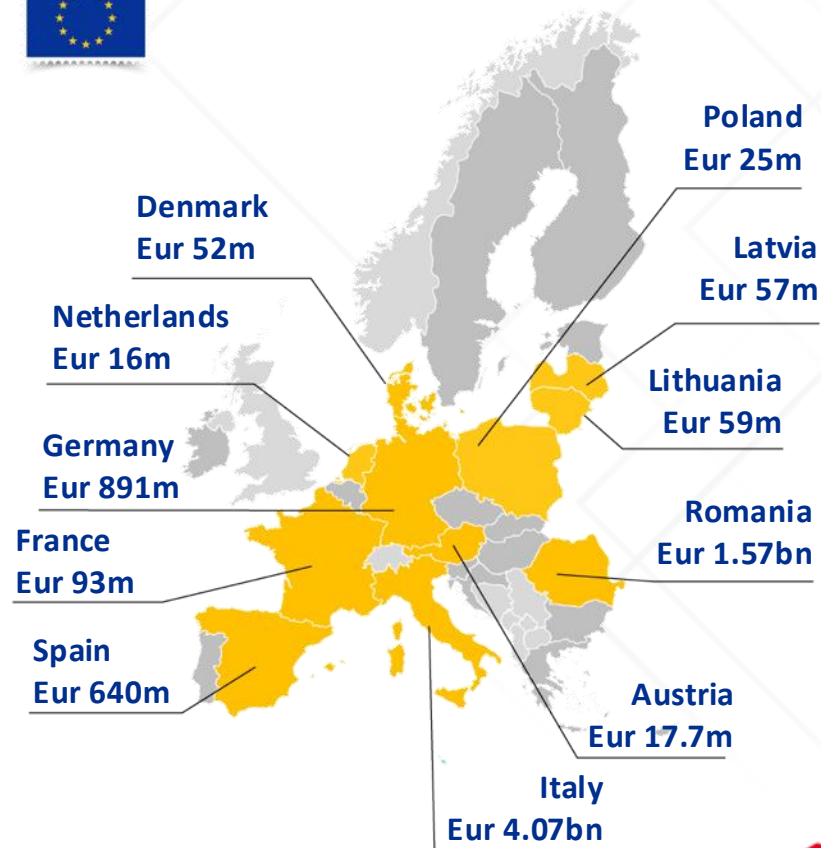 Poland
Eur 25m
Denmark
Eur 52m
Latvia
Eur 57m
Netherlands
Eur 16m
Lithuania
Eur 59m
Germany
Eur 891m
Romania
Eur 1.57bn
France
Eur 93m
Spain
Eur 640m
Austria
Eur 17.7m
Italy
Eur 4.07bn